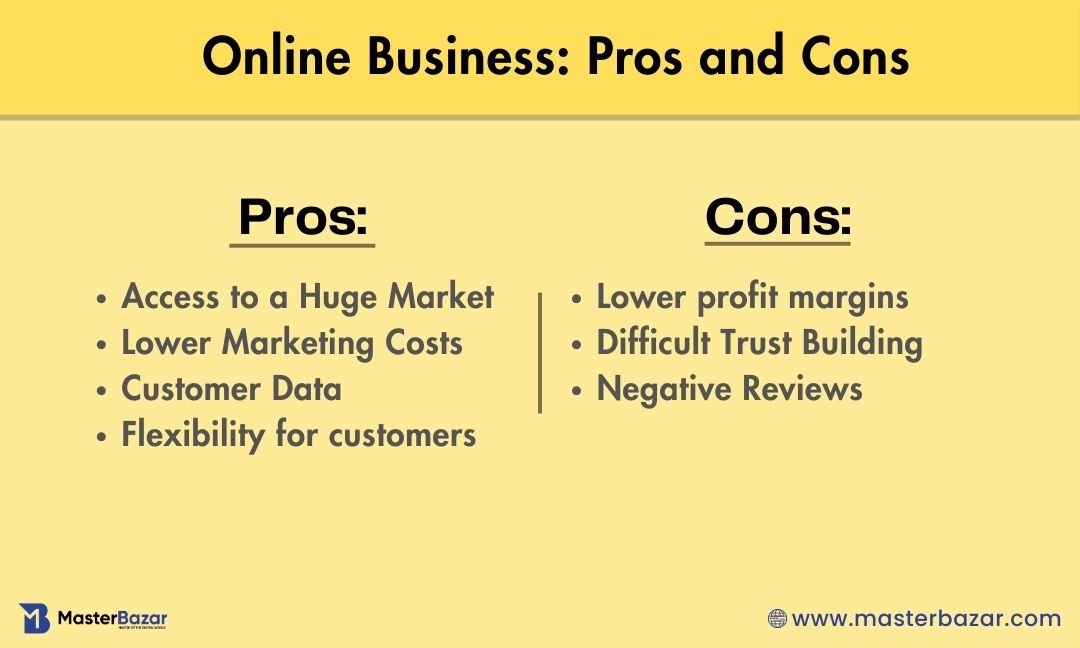 Online Business: Pros and Cons
Pros:
• Access to a Huge Market
• Lower Marketing Costs
• Customer Data
• Flexibility for customers
Cons:
• Lower profit margins
• Difficult Trust Building
• Negative Reviews
MasterBazar
MASTER OF THE DIGITAL WORLD
www.masterbazar.com